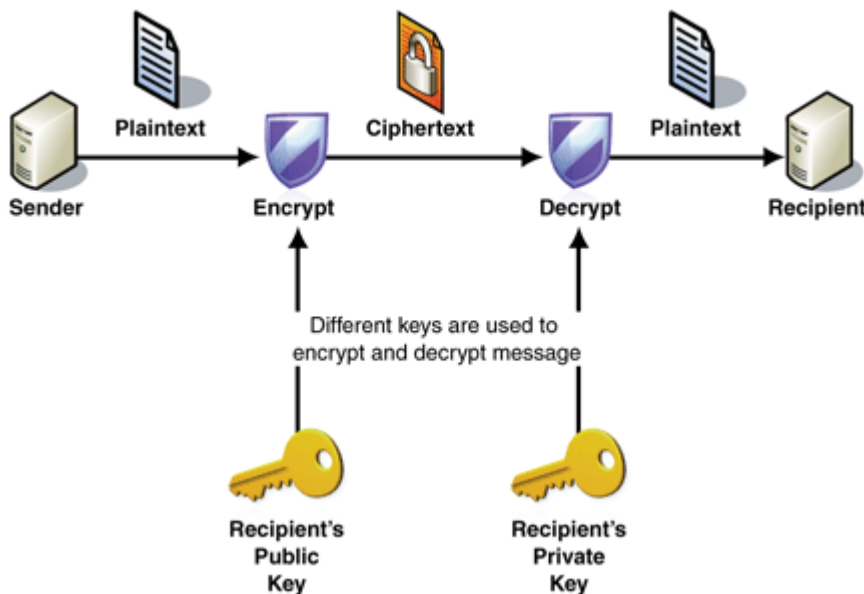 Plaintext
Ciphertext
Plaintext
Sender
Encrypt
Decrypt
Recipient
Different keys are used to
encrypt and decrypt message
Recipient's
Public
Key
Recipient's
Private
Key